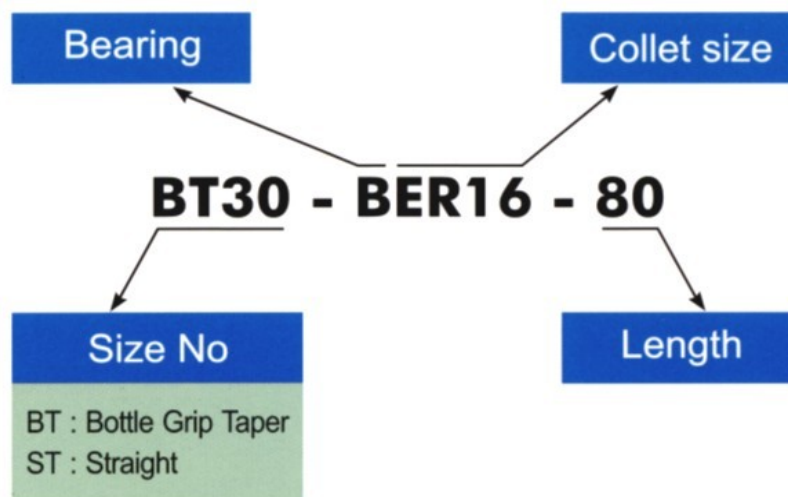 Bearing
Collet size
BT30 - BER16 - 80
Size No
Length
BT : Bottle Grip Taper
ST : Straight